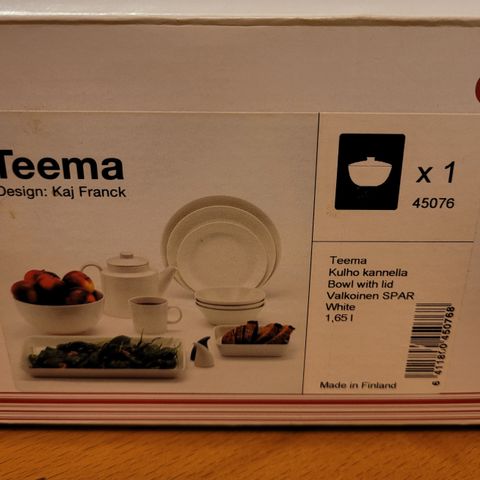 Teema
Design: Kaj Franck
x 1
45076
Teema
Kulho kannella
Bowl with lid
Valkoinen SPAR
White
1,65 l
Made in Finland
6 411800 450768